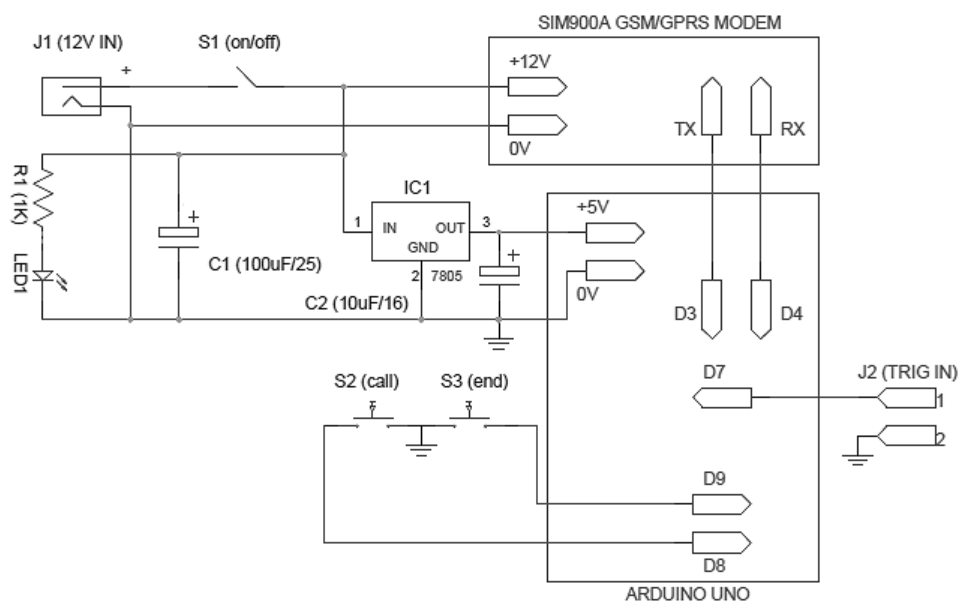 SIM900A GSM/GPRS MODEM
J1 (12V IN)
S1 (on/off)
+
+12V
0V
TX
RX
R1 (1K)
LED1
+
C1 (100uF/25)
IC1
1
IN
OUT
3
GND
2
7805
+
C2 (10uF/16)
+5V
0V
D3
D4
S2 (call)
S3 (end)
D7
J2 (TRIG IN)
1
2
D9
D8
ARDUINO UNO